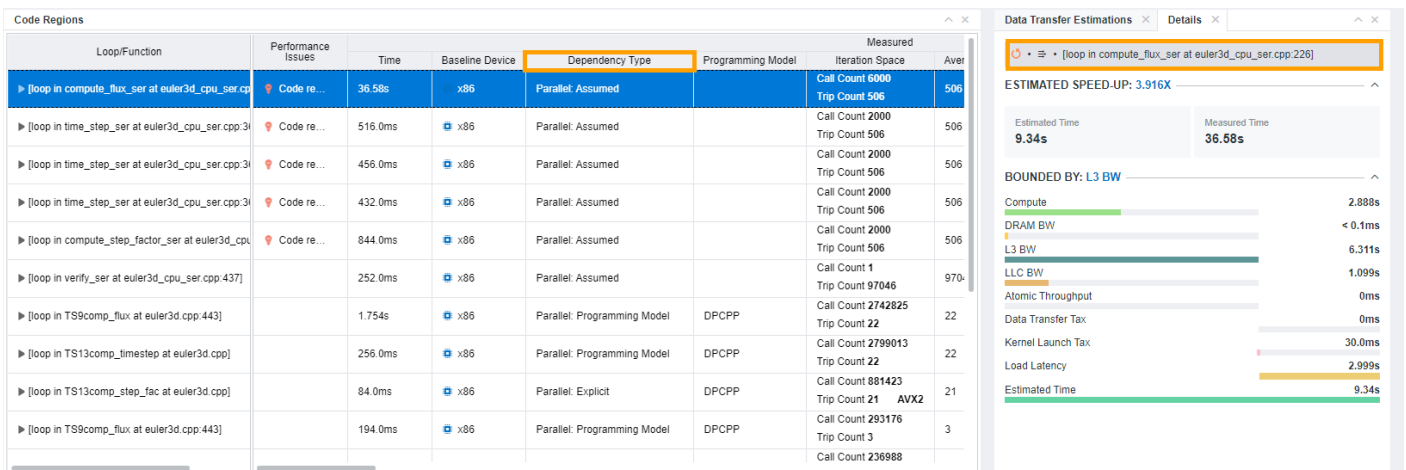 Code Regions
Loop/Function
Performance Issues
Measured
Time
Baseline Device
Dependency Type
Programming Model
Iteration Space
Aver
[loop in compute_flux_ser at euler3d_cpu_ser.cp
Code re...
36.58s
x86
Parallel: Assumed
Call Count 6000
Trip Count 506
506
[loop in time_step_ser at euler3d_cpu_ser.cpp:3
Code re...
516.0ms
x86
Parallel: Assumed
Call Count 2000
Trip Count 506
506
[loop in time_step_ser at euler3d_cpu_ser.cpp:3
Code re...
456.0ms
x86
Parallel: Assumed
Call Count 2000
Trip Count 506
506
[loop in time_step_ser at euler3d_cpu_ser.cpp:3
Code re...
432.0ms
x86
Parallel: Assumed
Call Count 2000
Trip Count 506
506
[loop in compute_step_factor_ser at euler3d_cpu
Code re...
844.0ms
x86
Parallel: Assumed
Call Count 2000
Trip Count 506
506
[loop in verify_ser at euler3d_cpu_ser.cpp:437]
252.0ms
x86
Parallel: Assumed
Call Count 1
Trip Count 97046
9704
[loop in TS9comp_flux at euler3d.cpp:443]
1.754s
x86
Parallel: Programming Model
DPCPP
Call Count 2742825
Trip Count 22
22
[loop in TS13comp_timestep at euler3d.cpp]
256.0ms
x86
Parallel: Programming Model
DPCPP
Call Count 2799013
Trip Count 22
22
[loop in TS13comp_step_fac at euler3d.cpp]
84.0ms
x86
Parallel: Explicit
DPCPP
Call Count 881423
Trip Count 21 AVX2
21
[loop in TS9comp_flux at euler3d.cpp:443]
194.0ms
x86
Parallel: Programming Model
DPCPP
Call Count 293176
Trip Count 3
3
Call Count 236988
Data Transfer Estimations
Details
[loop in compute_flux_ser at euler3d_cpu_ser.cpp:226]
ESTIMATED SPEED-UP: 3.916X
Estimated Time
9.34s
Measured Time
36.58s
BOUNDED BY: L3 BW
Compute 2.888s
DRAM BW < 0.1ms
L3 BW 6.311s
LLC BW 1.099s
Atomic Throughput 0ms
Data Transfer Tax 0ms
Kernel Launch Tax 30.0ms
Load Latency 2.999s
Estimated Time 9.34s